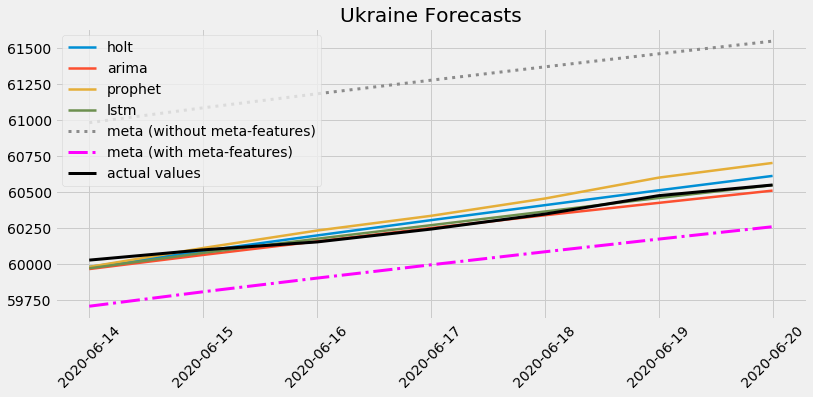 Ukraine Forecasts
61500
61250
61000
60750
60500
60250
60000
59750
holt
arima
prophet
lstm
meta (without meta-features)
meta (with meta-features)
actual values
2020-06-14
2020-06-15
2020-06-16
2020-06-17
2020-06-18
2020-06-19
2020-06-20